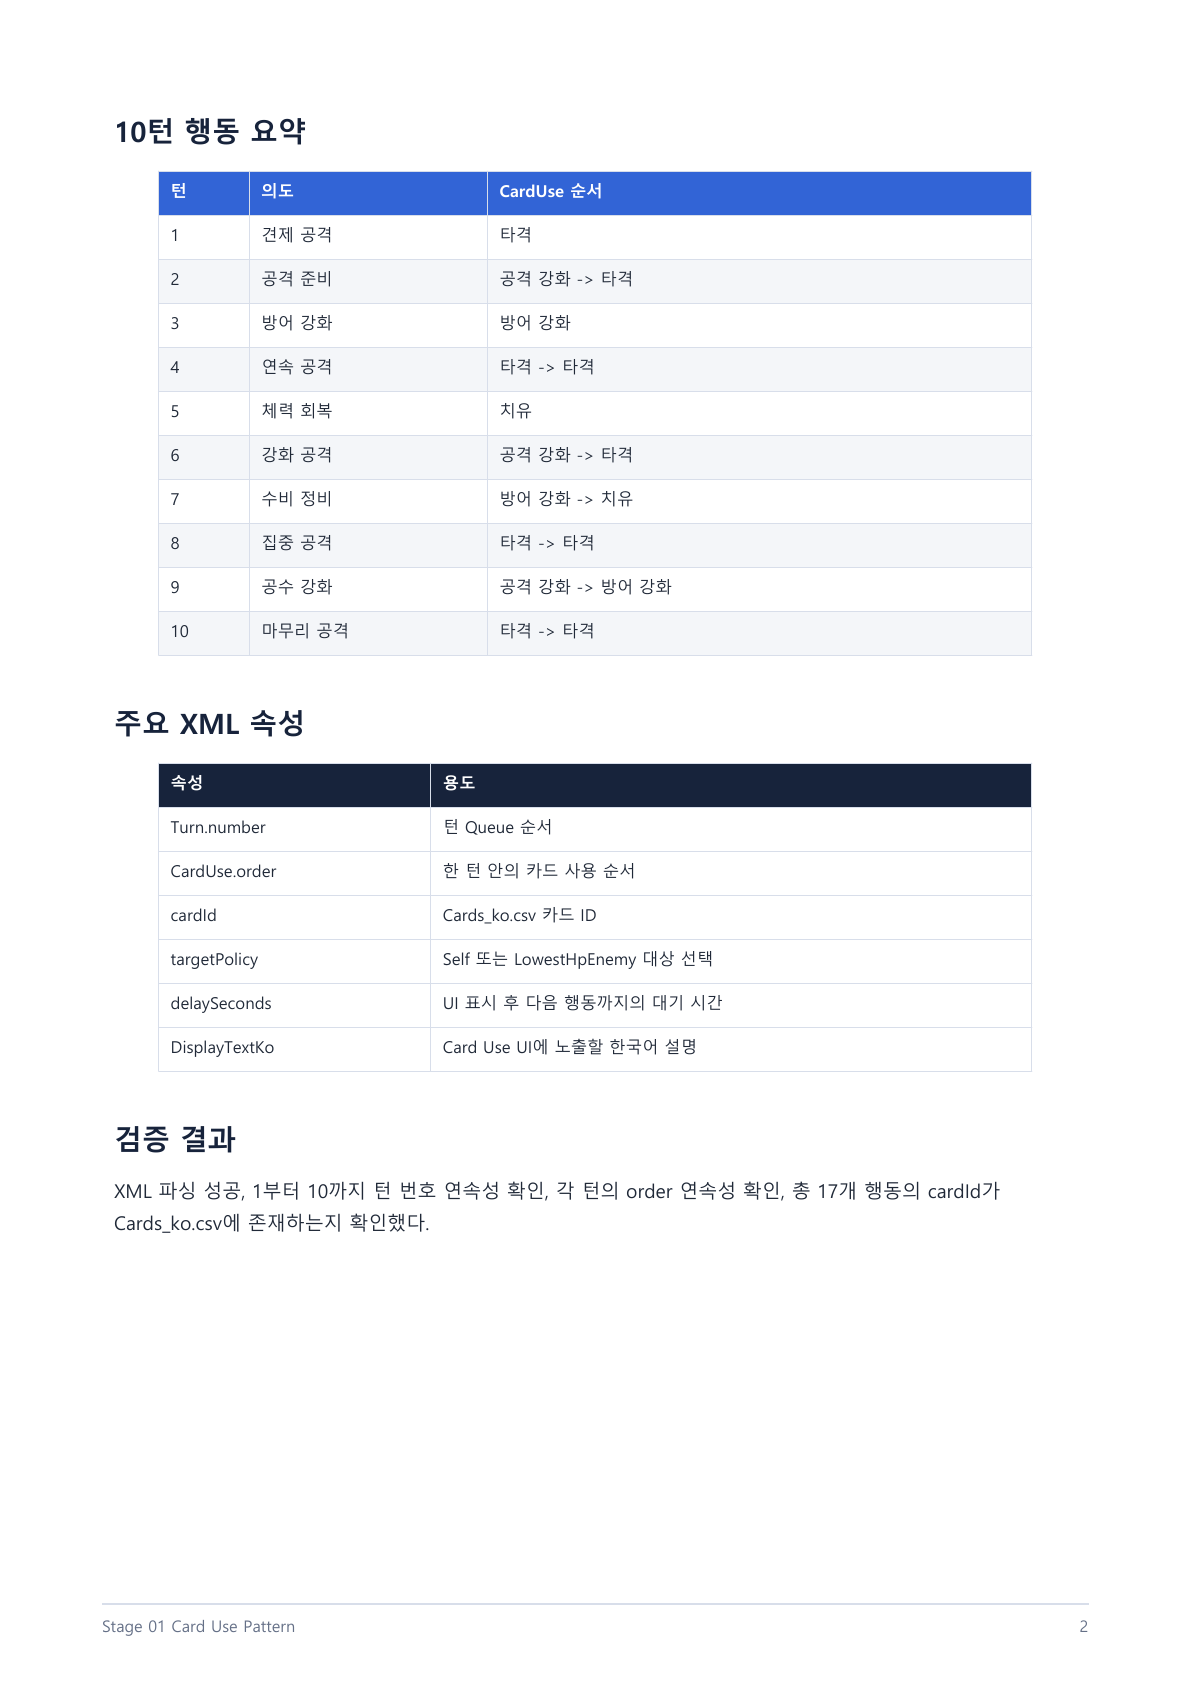 10턴 행동 요약
턴 의도 CardUse 순서
1 견제 공격 타격
2 공격 준비 공격 강화 -> 타격
3 방어 강화 방어 강화
4 연속 공격 타격 -> 타격
5 체력 회복 치유
6 강화 공격 공격 강화 -> 타격
7 수비 정비 방어 강화 -> 치유
8 집중 공격 타격 -> 타격
9 공수 강화 공격 강화 -> 방어 강화
10 마무리 공격 타격 -> 타격
주요 XML 속성
속성 용도
Turn.number 턴 Queue 순서
CardUse.order 한 턴 안의 카드 사용 순서
cardId Cards_ko.csv 카드 ID
targetPolicy Self 또는 LowestHpEnemy 대상 선택
delaySeconds UI 표시 후 다음 행동까지의 대기 시간
DisplayTextKo Card Use UI에 노출할 한국어 설명
검증 결과
XML 파싱 성공, 1부터 10까지 턴 번호 연속성 확인, 각 턴의 order 연속성 확인, 총 17개 행동의 cardId가
Cards_ko.csv에 존재하는지 확인했다.
Stage 01 Card Use Pattern 2